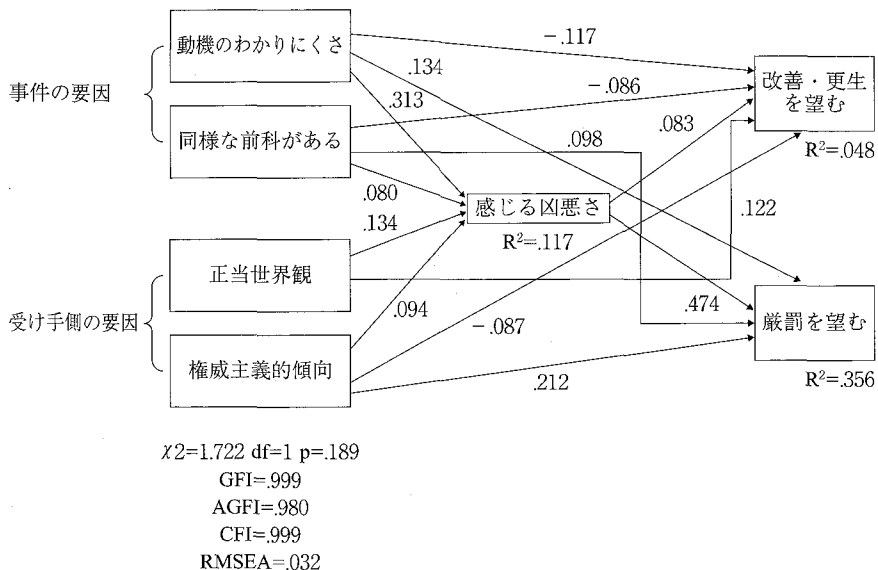 事件の要因
動機のわかりにくさ
同様な前科がある
受け手側の要因
正当世界観
権威主義的傾向
感じる凶悪さ
R²=.117
改善・更生
を望む
R²=.048
厳罰を望む
R²=.356
−.117
.134
−.086
.313
.083
.098
.080
.134
.122
.094
.474
−.087
.212
χ2=1.722 df=1 p=.189
GFI=.999
AGFI=.980
CFI=.999
RMSEA=.032